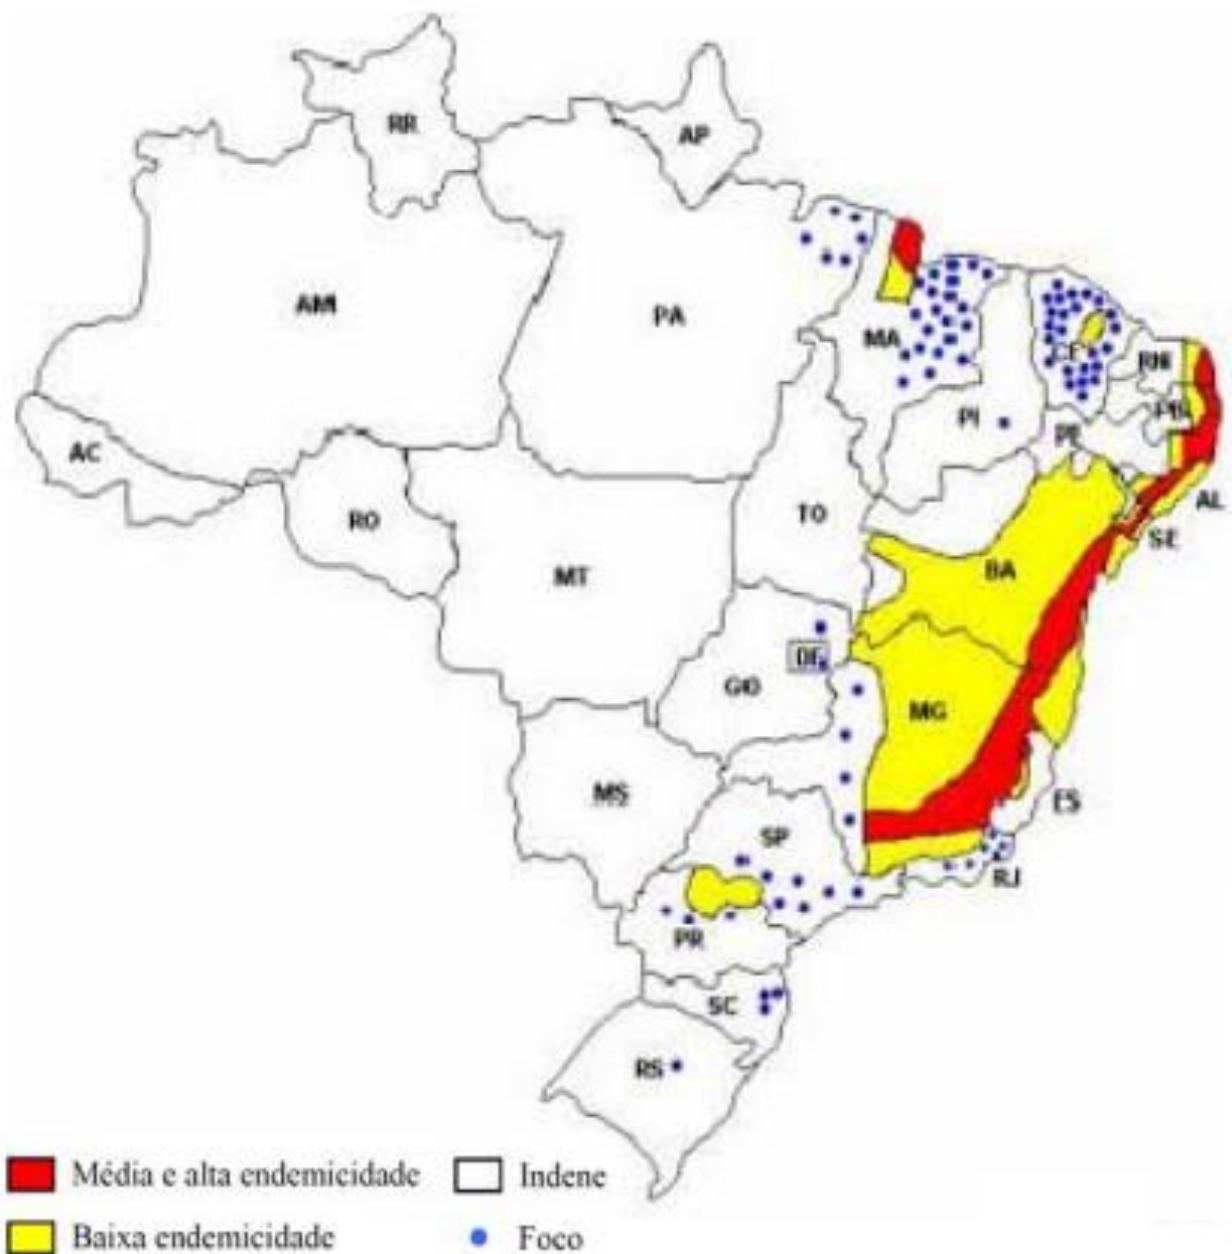 RR
AP
AM
PA
MA
CE
RN
PB
PI
PE
AC
AL
TO
RO
SE
BA
MT
DF
GO
MG
MS
ES
SP
RJ
PR
SC
RS
Média e alta endemicidade
Indene
Baixa endemicidade
Foco